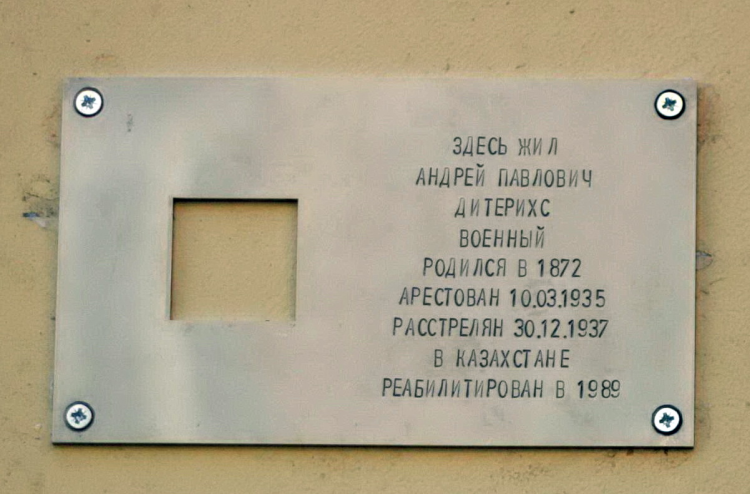 ЗДЕСЬ ЖИЛ
АНДРЕЙ ПАВЛОВИЧ
ДИТЕРИХС
ВОЕННЫЙ
РОДИЛСЯ В 1872
АРЕСТОВАН 10.03.1935
РАССТРЕЛЯН 30.12.1937
В КАЗАХСТАНЕ
РЕАБИЛИТИРОВАН В 1989